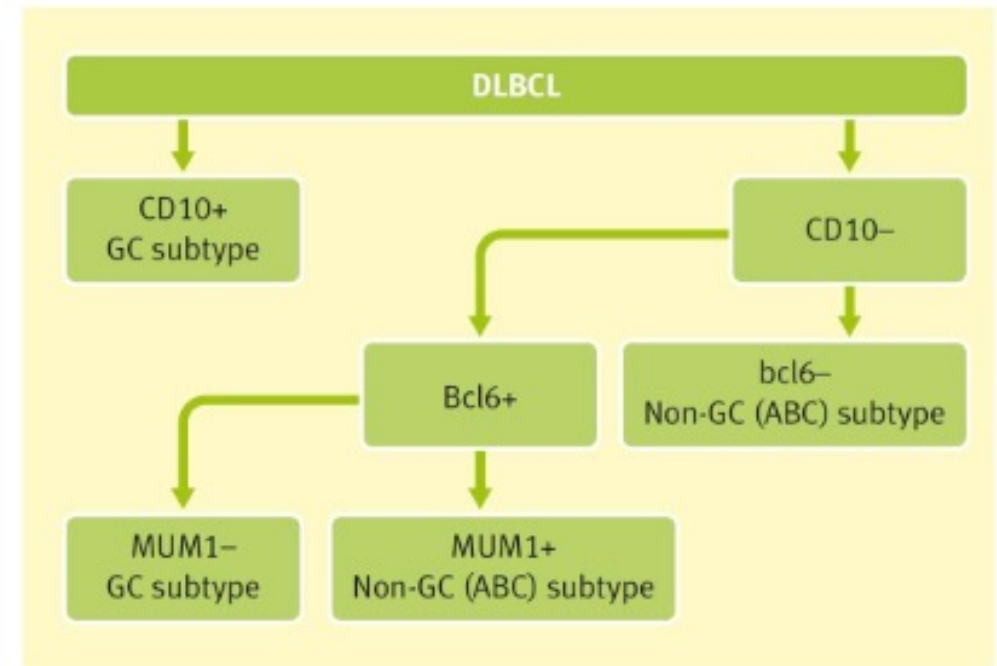 DLBCL
CD10+
GC subtype
CD10–
Bcl6+
bcl6–
Non-GC (ABC) subtype
MUM1–
GC subtype
MUM1+
Non-GC (ABC) subtype